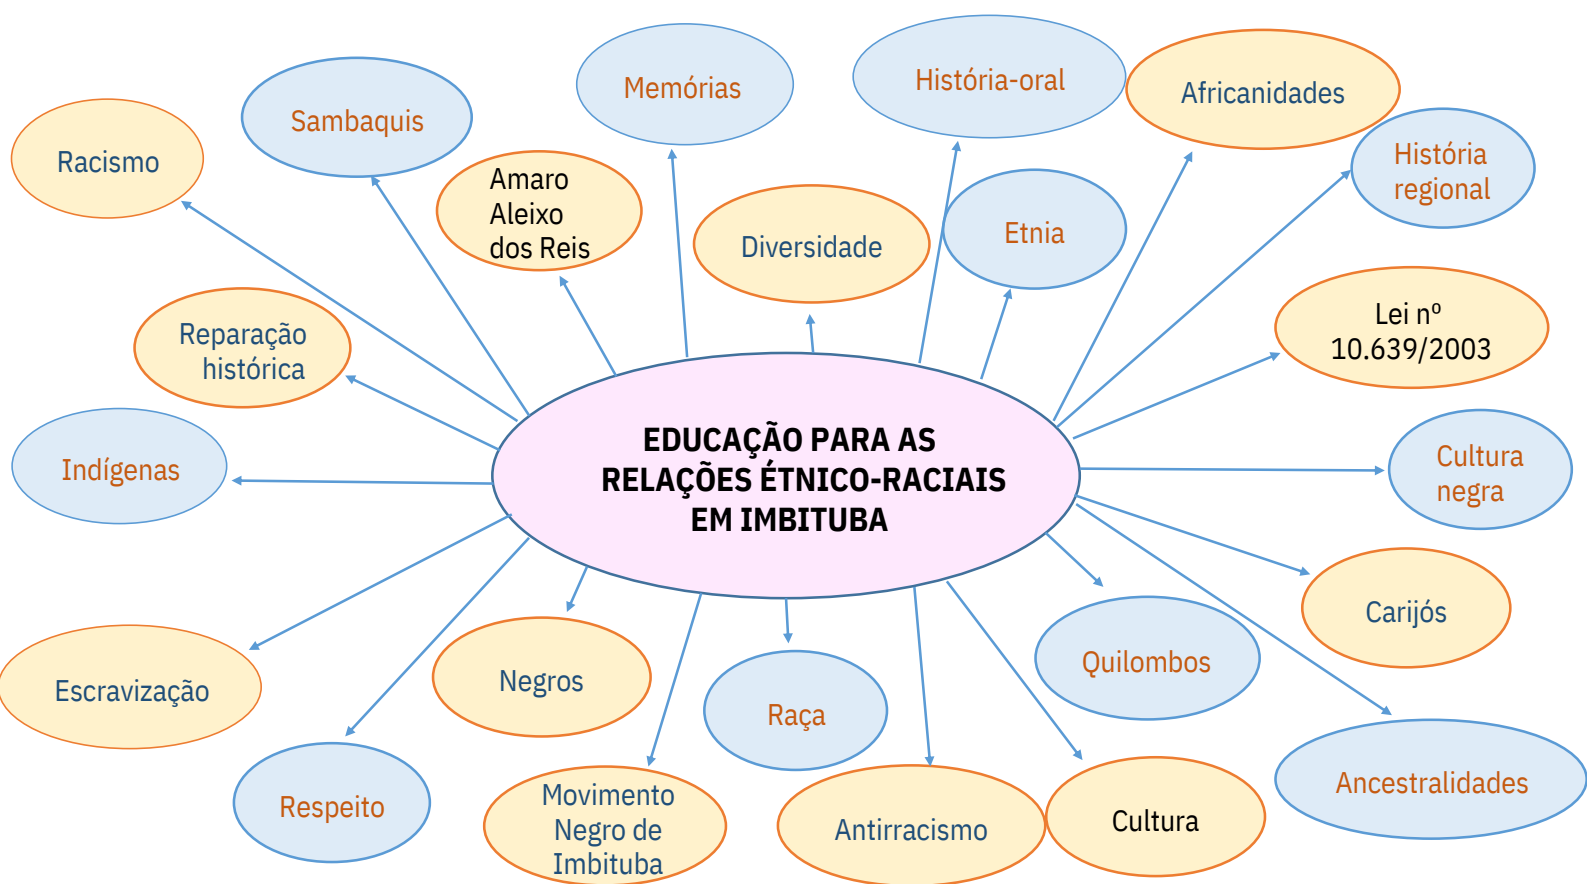 Memórias
História-oral
Africanidades
Sambaquis
Racismo
História
regional
Amaro
Aleixo
dos Reis
Diversidade
Etnia
Reparação
histórica
Lei nº
10.639/2003
EDUCAÇÃO PARA AS
RELAÇÕES ÉTNICO-RACIAIS
EM IMBITUBA
Indígenas
Cultura
negra
Carijós
Quilombos
Escravização
Negros
Raça
Respeito
Movimento
Negro de
Imbituba
Antirracismo
Cultura
Ancestralidades